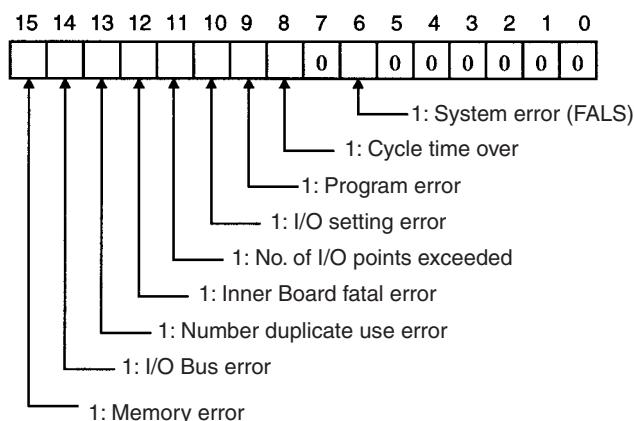 15 14 13 12 11 10 9 8 7 6 5 4 3 2 1 0
0 0 0 0 0 0 0
1: System error (FALS)
1: Cycle time over
1: Program error
1: I/O setting error
1: No. of I/O points exceeded
1: Inner Board fatal error
1: Number duplicate use error
1: I/O Bus error
1: Memory error